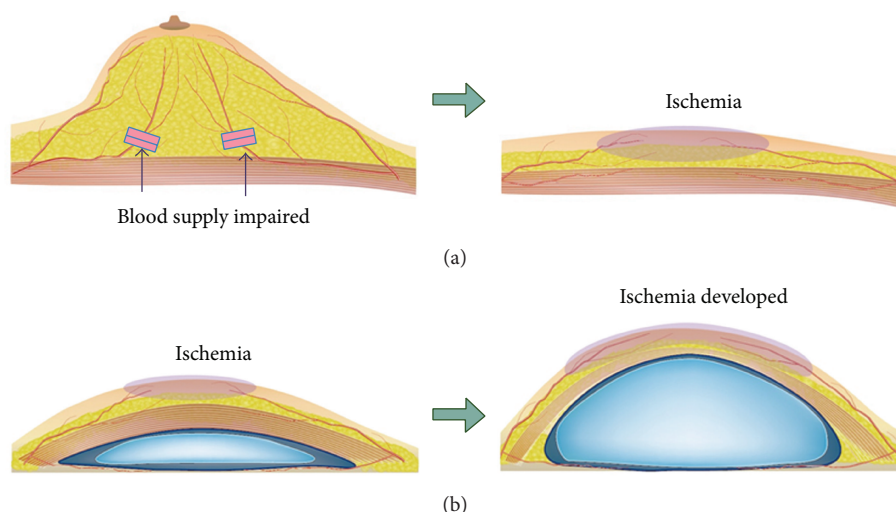 Ischemia
Blood supply impaired
(a)
Ischemia
Ischemia developed
(b)